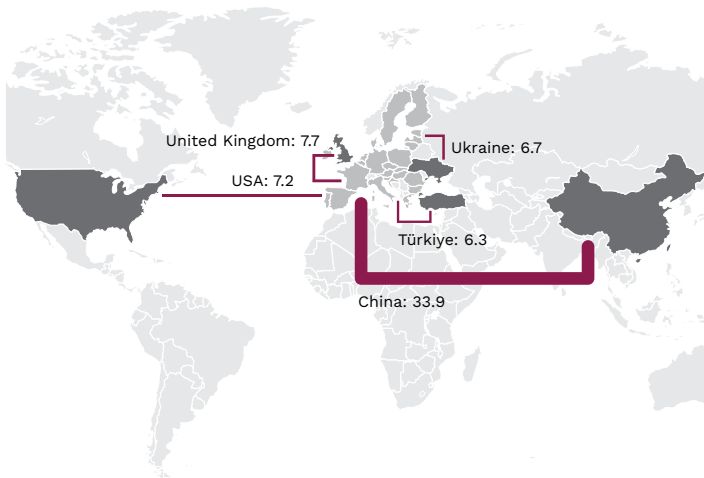 United Kingdom: 7.7
Ukraine: 6.7
USA: 7.2
Türkiye: 6.3
China: 33.9